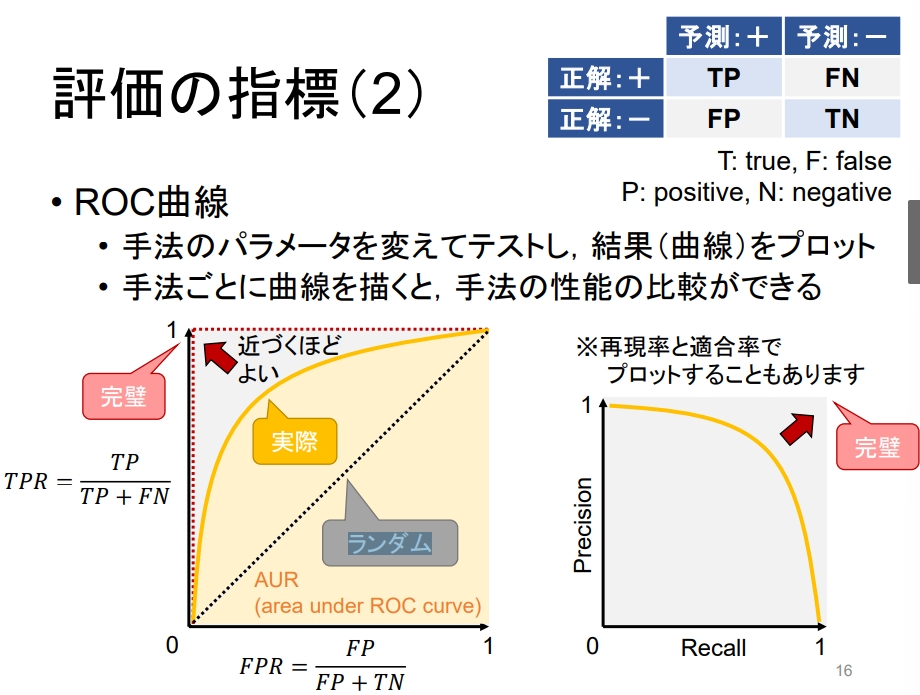 予測：＋ 予測：－
正解：＋ TP FN
正解：－ FP TN
評価の指標（2）
T: true, F: false
P: positive, N: negative
• ROC曲線
• 手法のパラメータを変えてテストし，結果（曲線）をプロット
• 手法ごとに曲線を描くと，手法の性能の比較ができる
1
近づくほど
よい
完璧
実際
TPR = TP / (TP + FN)
ランダム
AUR
(area under ROC curve)
0
1
FPR = FP / (FP + TN)
※再現率と適合率で
プロットすることもあります
1
完璧
Precision
0
Recall
1
16